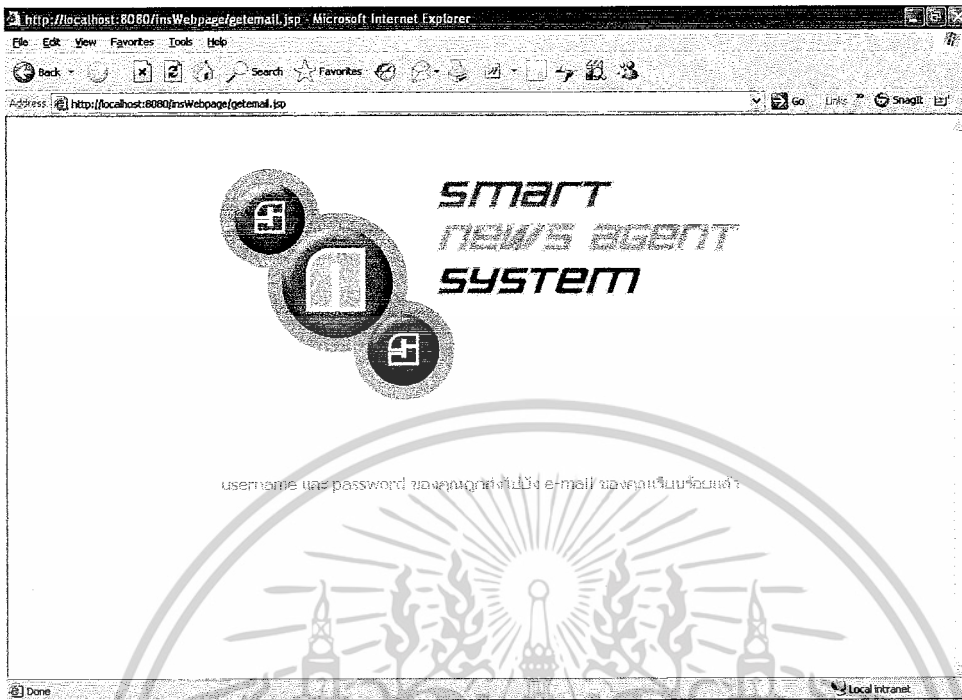 http://localhost:8080/insWebpage/getemail.jsp - Microsoft Internet Explorer
File Edit View Favorites Tools Help
Back Search Favorites
Address http://localhost:8080/insWebpage/getemail.jsp Go Links » SnagIt
smart
news agent
system
username และ password ของคุณถูกส่งไปยัง e-mail ของคุณเรียบร้อยแล้ว
Done Local intranet